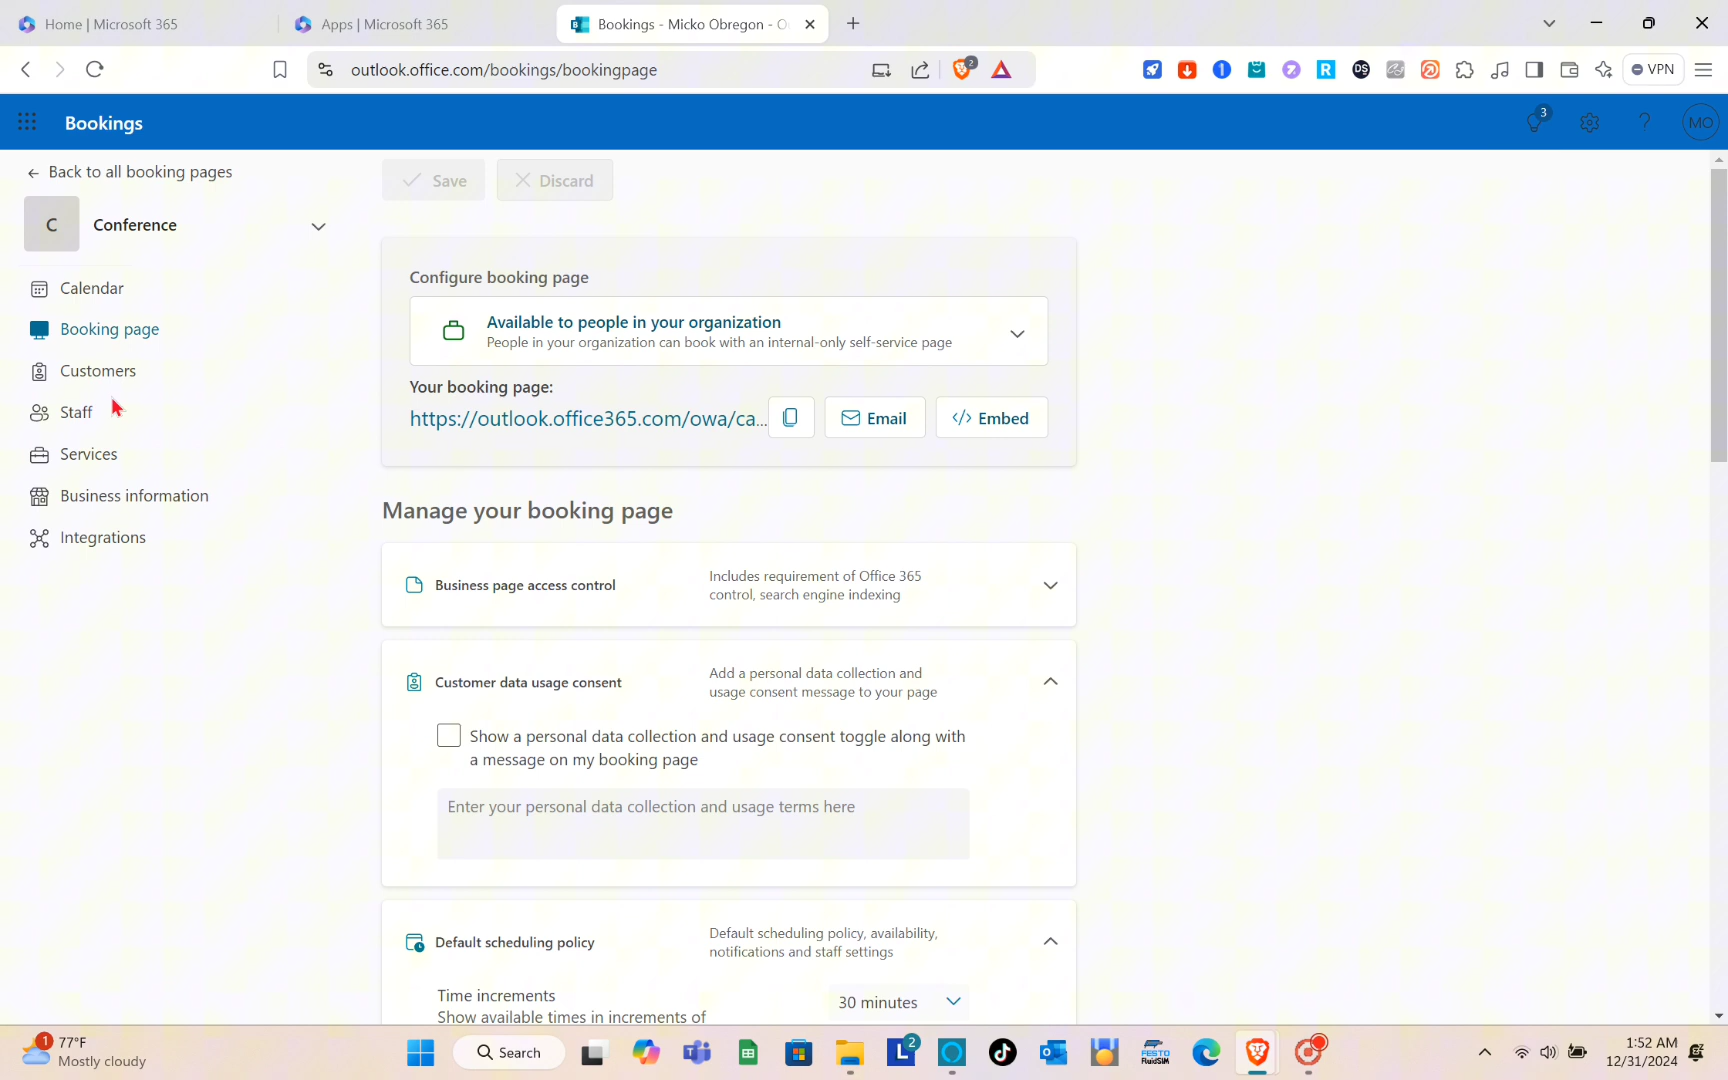 Home | Microsoft 365
Apps | Microsoft 365
Bookings - Micko Obregon - O
outlook.office.com/bookings/bookingpage
2
1
R
DS
VPN
Bookings
3
?
MO
Back to all booking pages
Save
Discard
C
Conference
Calendar
Booking page
Customers
Staff
Services
Business information
Integrations
Configure booking page
Available to people in your organization
People in your organization can book with an internal-only self-service page
Your booking page:
https://outlook.office365.com/owa/ca...
Email
Embed
Manage your booking page
Business page access control
Includes requirement of Office 365
control, search engine indexing
Customer data usage consent
Add a personal data collection and
usage consent message to your page
Show a personal data collection and usage consent toggle along with
a message on my booking page
Enter your personal data collection and usage terms here
Default scheduling policy
Default scheduling policy, availability,
notifications and staff settings
Time increments
Show available times in increments of
30 minutes
1
77°F
Mostly cloudy
Search
L
2
FESTO
FluidSIM
1:52 AM
12/31/2024